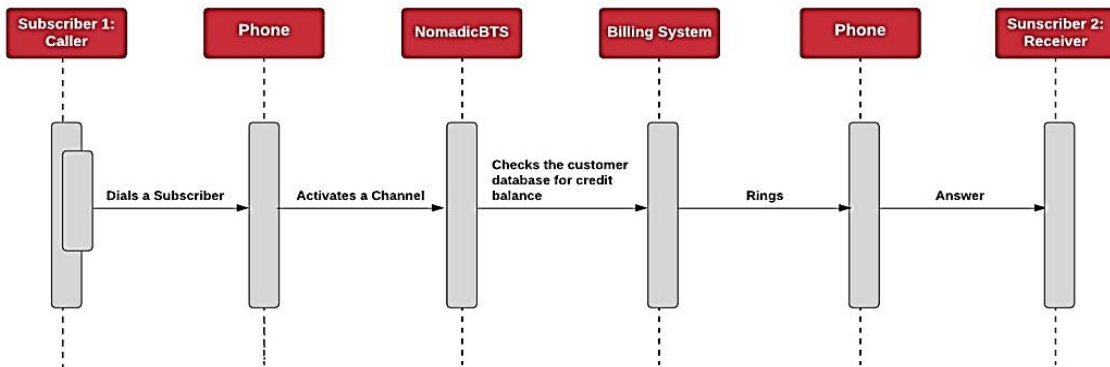 Subscriber 1:
Caller
Phone
NomadicBTS
Billing System
Phone
Sunscriber 2:
Receiver
Dials a Subscriber
Activates a Channel
Checks the customer
database for credit
balance
Rings
Answer